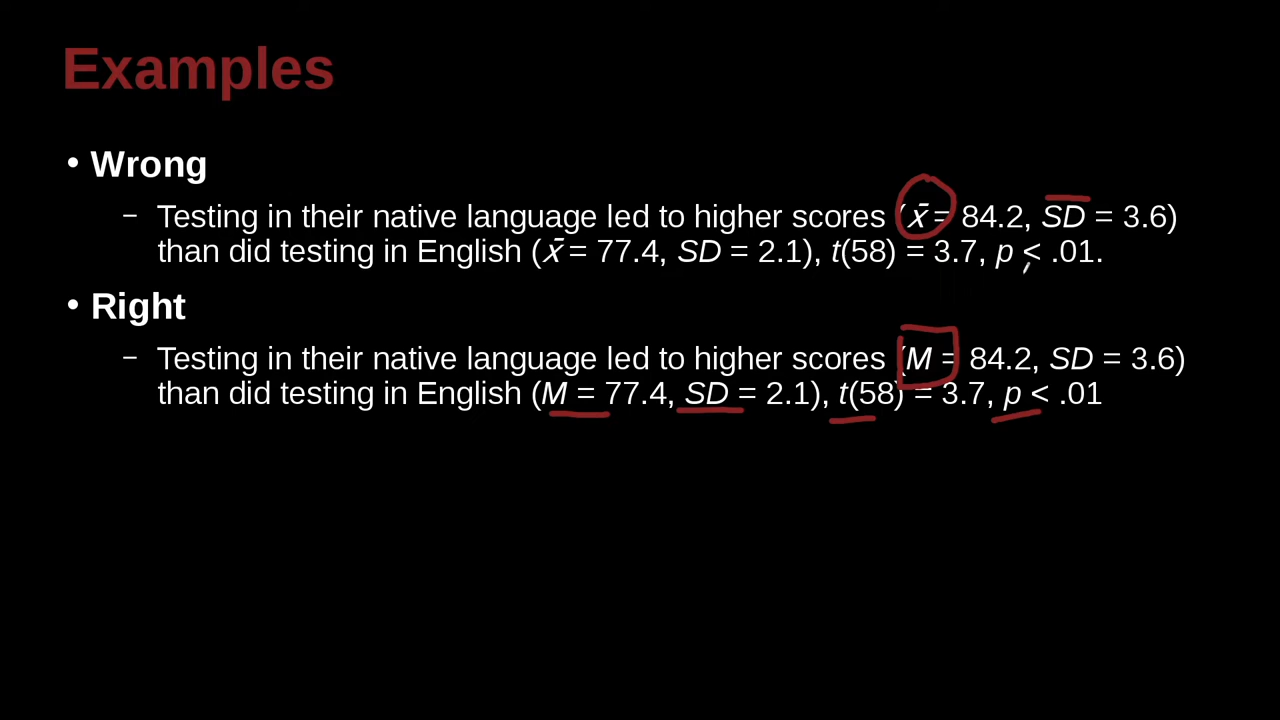 Examples
• Wrong
– Testing in their native language led to higher scores (x̄ = 84.2, SD = 3.6)
than did testing in English (x̄ = 77.4, SD = 2.1), t(58) = 3.7, p < .01.
• Right
– Testing in their native language led to higher scores (M = 84.2, SD = 3.6)
than did testing in English (M = 77.4, SD = 2.1), t(58) = 3.7, p < .01